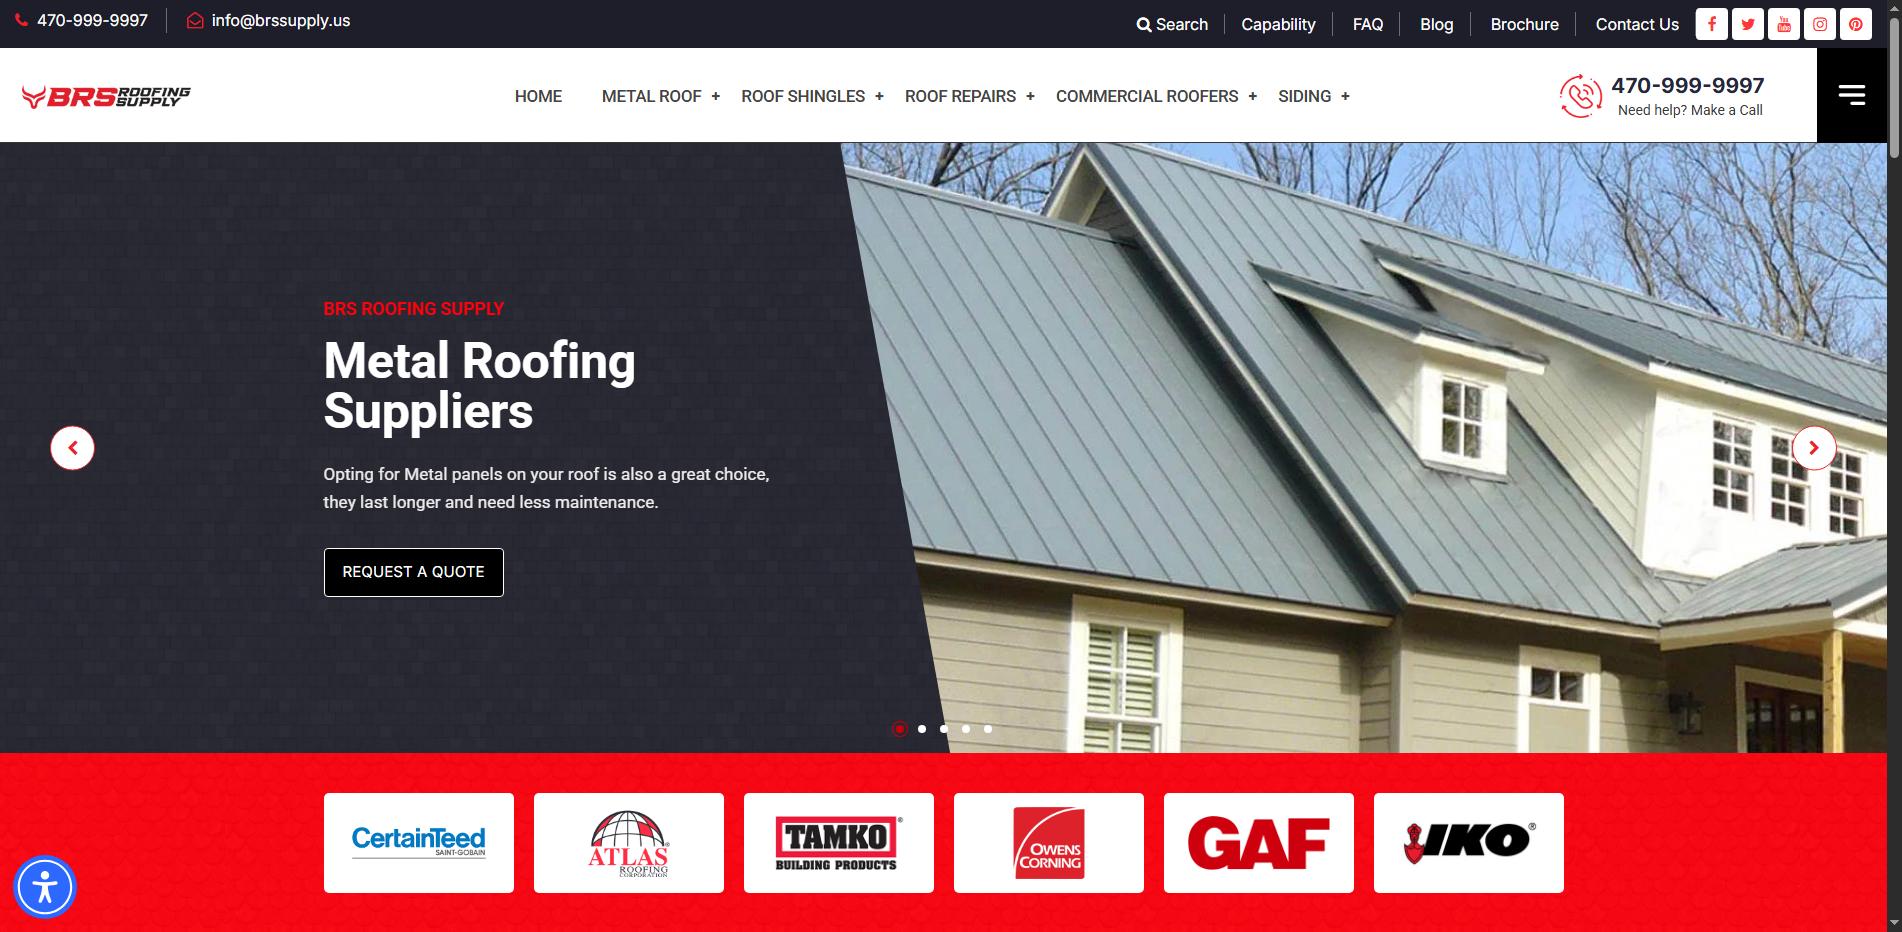 470-999-9997
info@brssupply.us
Search
Capability
FAQ
Blog
Brochure
Contact Us
BRS ROOFING SUPPLY
HOME
METAL ROOF +
ROOF SHINGLES +
ROOF REPAIRS +
COMMERCIAL ROOFERS +
SIDING +
470-999-9997
Need help? Make a Call
BRS ROOFING SUPPLY
Metal Roofing
Suppliers
Opting for Metal panels on your roof is also a great choice,
they last longer and need less maintenance.
REQUEST A QUOTE
CertainTeed
SAINT-GOBAIN
ATLAS
ROOFING
CORPORATION
TAMKO®
BUILDING PRODUCTS
OWENS
CORNING
GAF
IKO®